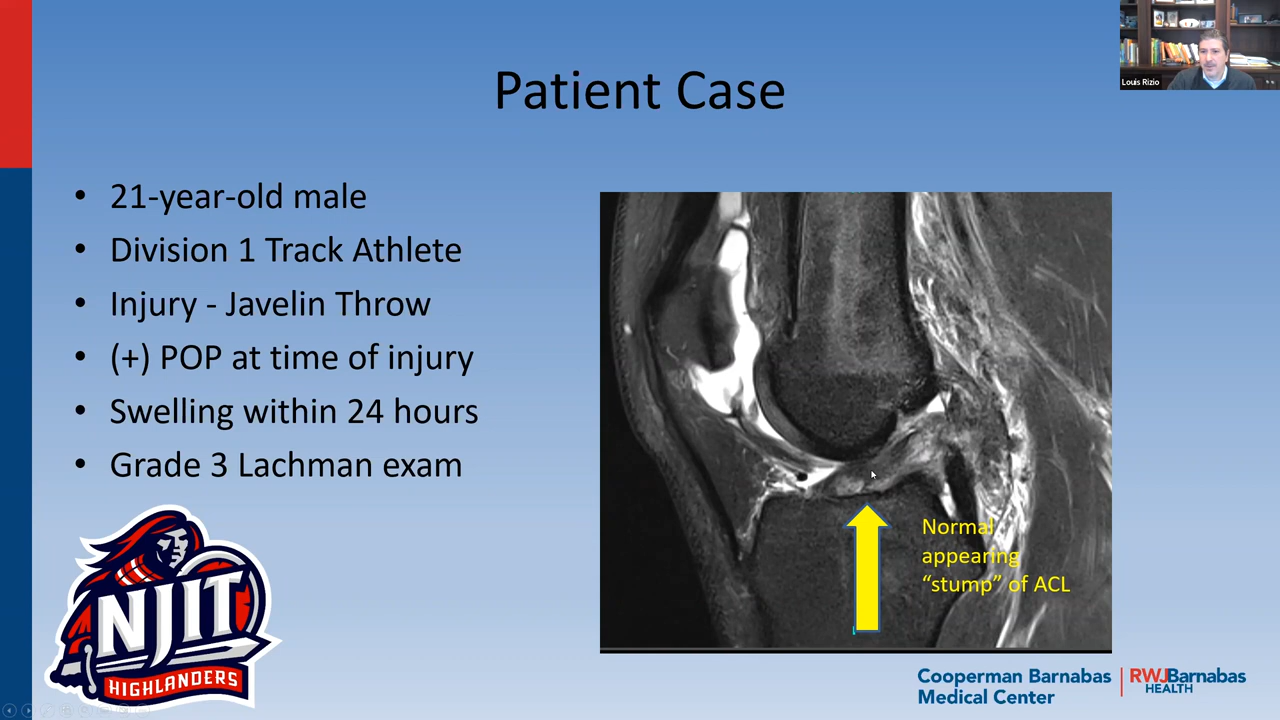 Louis Rizio
Patient Case
• 21-year-old male
• Division 1 Track Athlete
• Injury - Javelin Throw
• (+) POP at time of injury
• Swelling within 24 hours
• Grade 3 Lachman exam
Normal
appearing
“stump” of ACL
NJIT
HIGHLANDERS
Cooperman Barnabas
Medical Center
RWJBarnabas
HEALTH